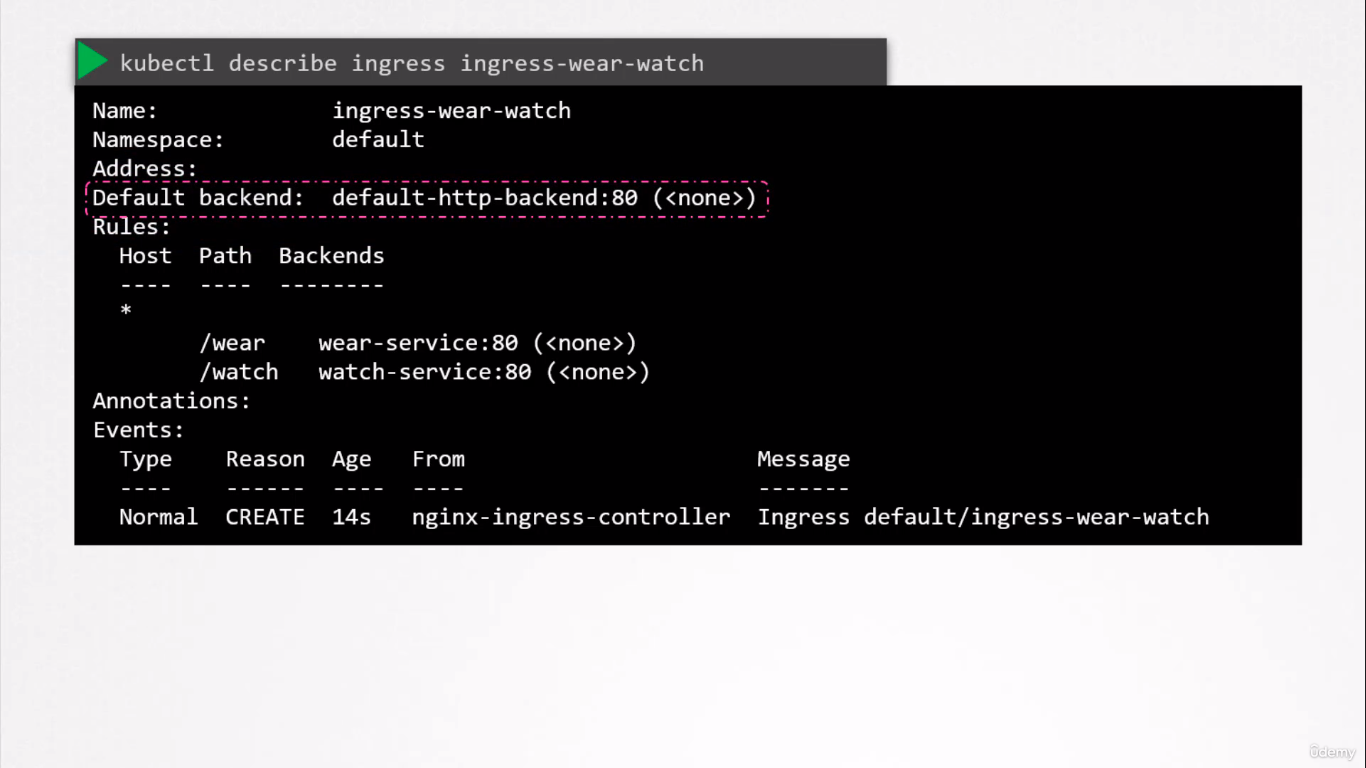 kubectl describe ingress ingress-wear-watch
Name: ingress-wear-watch
Namespace: default
Address:
Default backend: default-http-backend:80 (<none>)
Rules:
Host Path Backends
---- ---- --------
*
/wear wear-service:80 (<none>)
/watch watch-service:80 (<none>)
Annotations:
Events:
Type Reason Age From Message
---- ------ ---- ---- -------
Normal CREATE 14s nginx-ingress-controller Ingress default/ingress-wear-watch
ûdemy